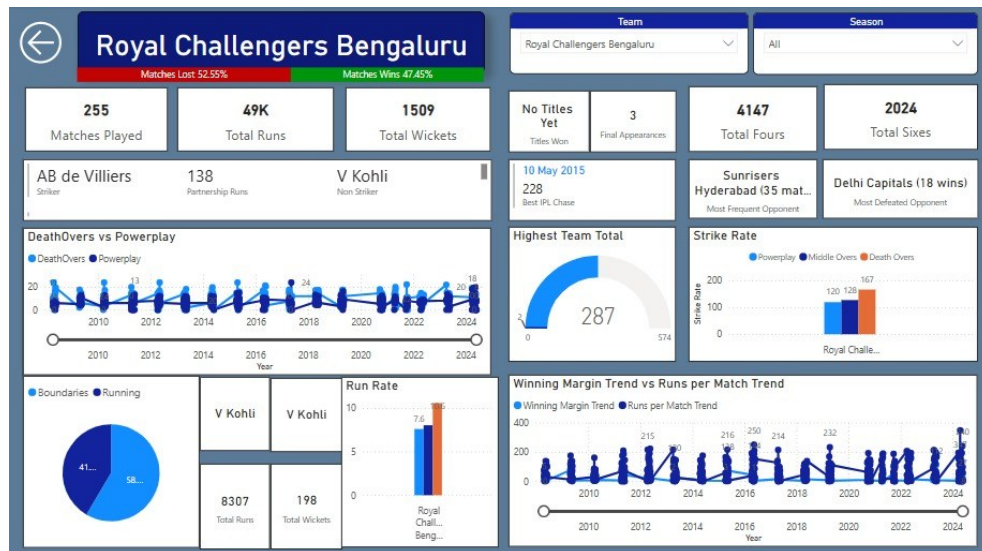 Royal Challengers Bengaluru
Matches Lost 52.55%
Matches Wins 47.45%
Team
Royal Challengers Bengaluru
Season
All
255
Matches Played
49K
Total Runs
1509
Total Wickets
No Titles
Yet
Titles Won
3
Final Appearances
4147
Total Fours
2024
Total Sixes
AB de Villiers
Striker
138
Partnership Runs
V Kohli
Non Striker
10 May 2015
228
Best IPL Chase
Sunrisers
Hyderabad (35 mat...
Most Frequent Opponent
Delhi Capitals (18 wins)
Most Defeated Opponent
DeathOvers vs Powerplay
DeathOvers Powerplay
20
0
13
24
20
18
2010 2012 2014 2016 2018 2020 2022 2024
2010 2012 2014 2016 2018 2020 2022 2024
Year
Highest Team Total
2
287
0
574
Strike Rate
Powerplay Middle Overs Death Overs
Strike Rate
200
100
0
120 128 167
Royal Challe...
Boundaries Running
41....
58....
V Kohli
V Kohli
8307
Total Runs
198
Total Wickets
Run Rate
10
5
0
7.6
Royal
Chall...
Beng...
Winning Margin Trend vs Runs per Match Trend
Winning Margin Trend Runs per Match Trend
400
200
0
215
216
250
214
232
2010 2012 2014 2016 2018 2020 2022 2024
2010 2012 2014 2016 2018 2020 2022 2024
Year